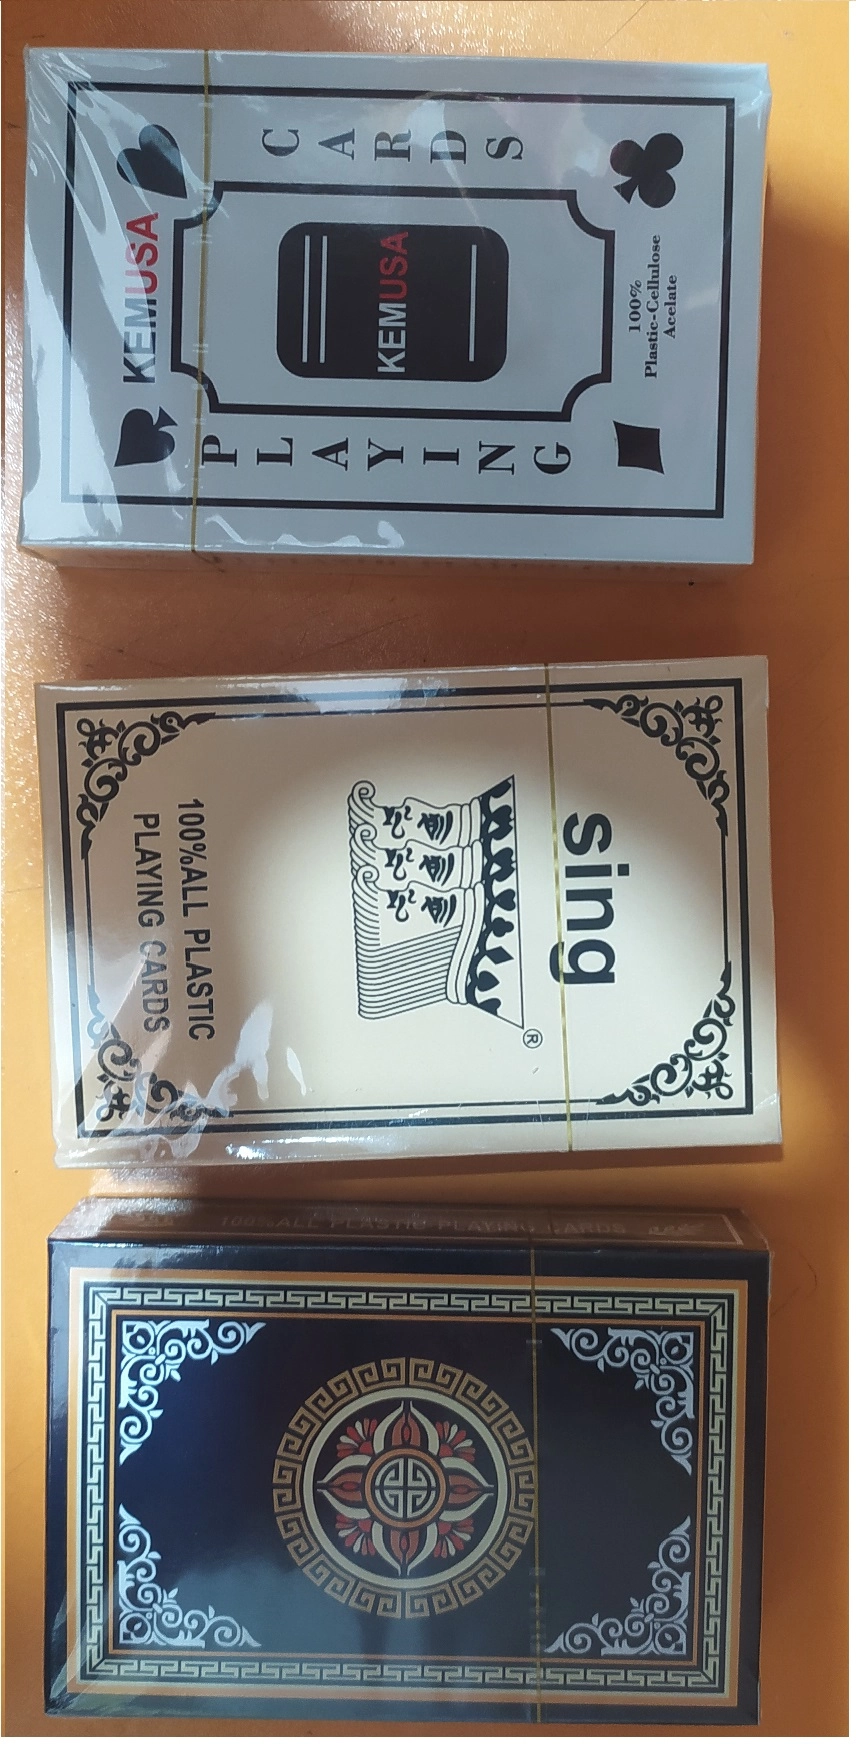 KEMUSA
PLAYING
CARDS
KEMUSA
100%
Plastic-Cellulose
Acelate
sing
®
100%ALL PLASTIC
PLAYING CARDS
100%ALL PLASTIC PLAYING CARDS